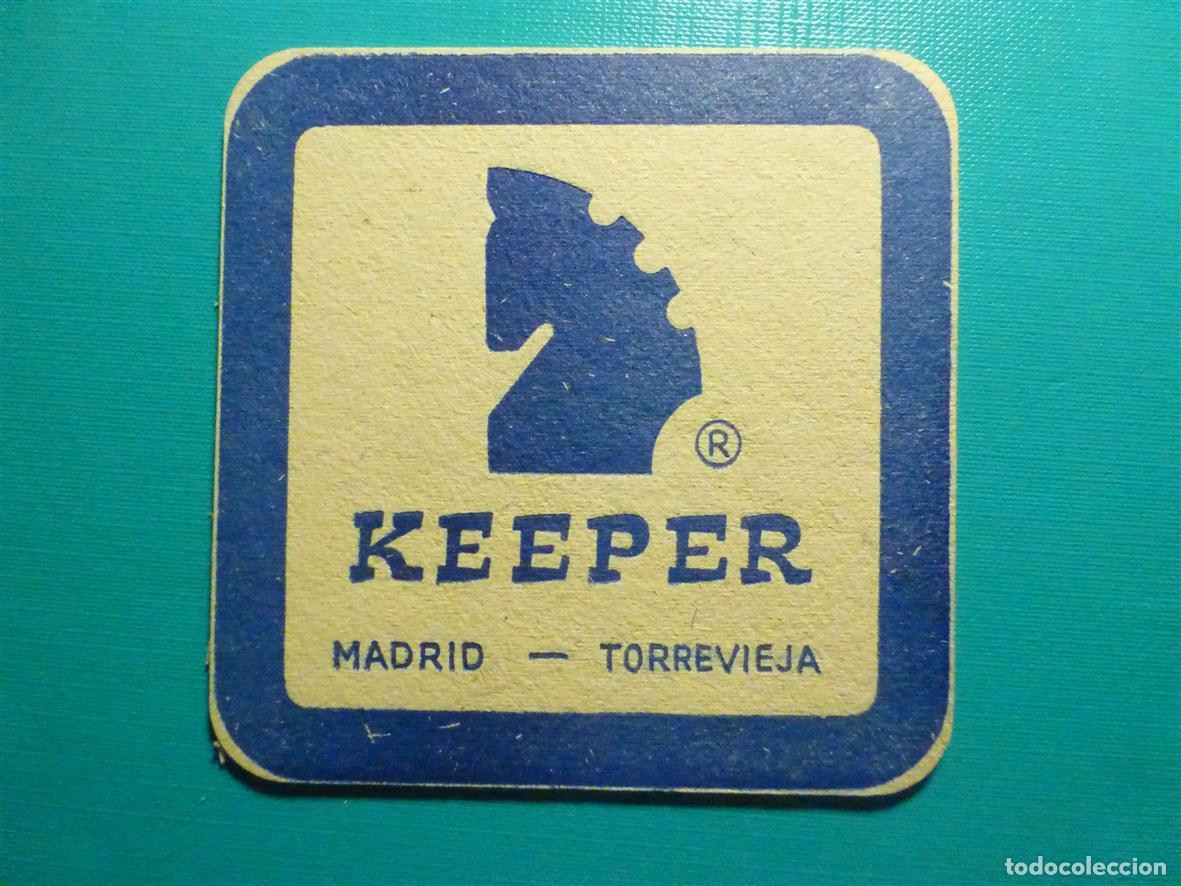 ®
KEEPER
MADRID — TORREVIEJA
todocoleccion